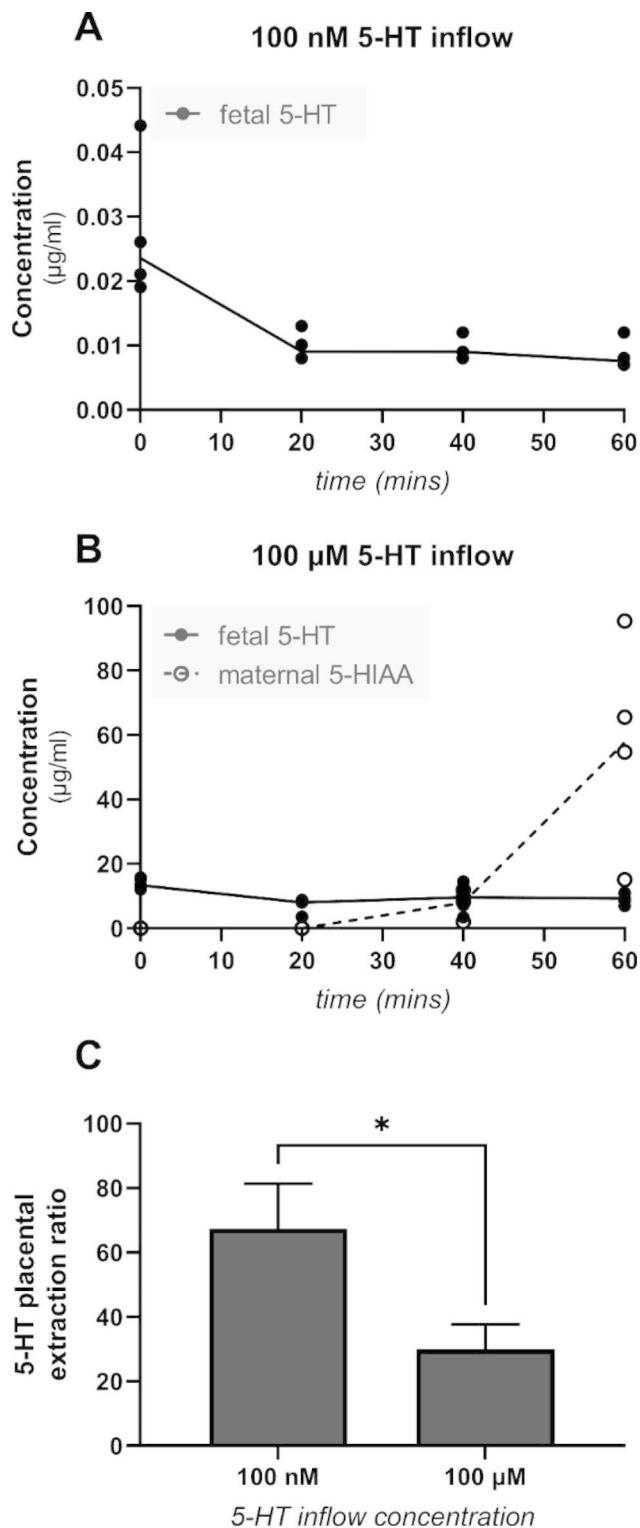 A
100 nM 5-HT inflow
Concentration
(µg/ml)
0.05
0.04
0.03
0.02
0.01
0.00
fetal 5-HT
0 10 20 30 40 50 60
time (mins)
B
100 µM 5-HT inflow
Concentration
(µg/ml)
100
80
60
40
20
0
fetal 5-HT
maternal 5-HIAA
0 10 20 30 40 50 60
time (mins)
C
5-HT placental
extraction ratio
100
80
60
40
20
0
*
100 nM 100 µM
5-HT inflow concentration